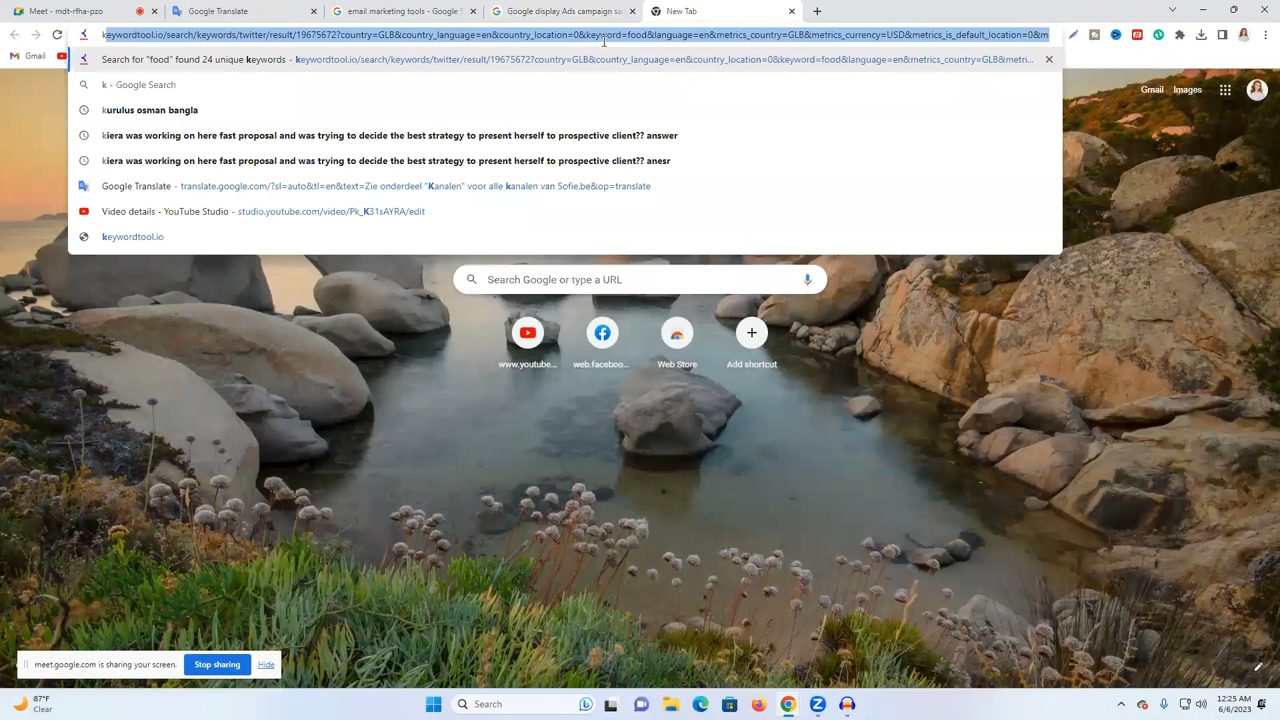 Meet - mdt-rfha-pzo
Google Translate
email marketing tools - Google S
Google display Ads campaign sa
New Tab
keywordtool.io/search/keywords/twitter/result/19675672?country=GLB&country_language=en&country_location=0&keyword=food&language=en&metrics_country=GLB&metrics_currency=USD&metrics_is_default_location=0&m
Gmail
Search for "food" found 24 unique keywords - keywordtool.io/search/keywords/twitter/result/19675672?country=GLB&country_language=en&country_location=0&keyword=food&language=en&metrics_country=GLB&metri...
k - Google Search
Gmail Images
kurulus osman bangla
kiera was working on here fast proposal and was trying to decide the best strategy to present herself to prospective client?? answer
kiera was working on here fast proposal and was trying to decide the best strategy to present herself to prospective client?? anesr
Google Translate - translate.google.com/?sl=auto&tl=en&text=Zie onderdeel "Kanalen" voor alle kanalen van Sofie.be&op=translate
Video details - YouTube Studio - studio.youtube.com/video/Pk_K31sAYRA/edit
keywordtool.io
Search Google or type a URL
www.youtube...
web.faceboo...
Web Store
Add shortcut
meet.google.com is sharing your screen.
Stop sharing
Hide
87°F
Clear
Search
12:25 AM
6/6/2023